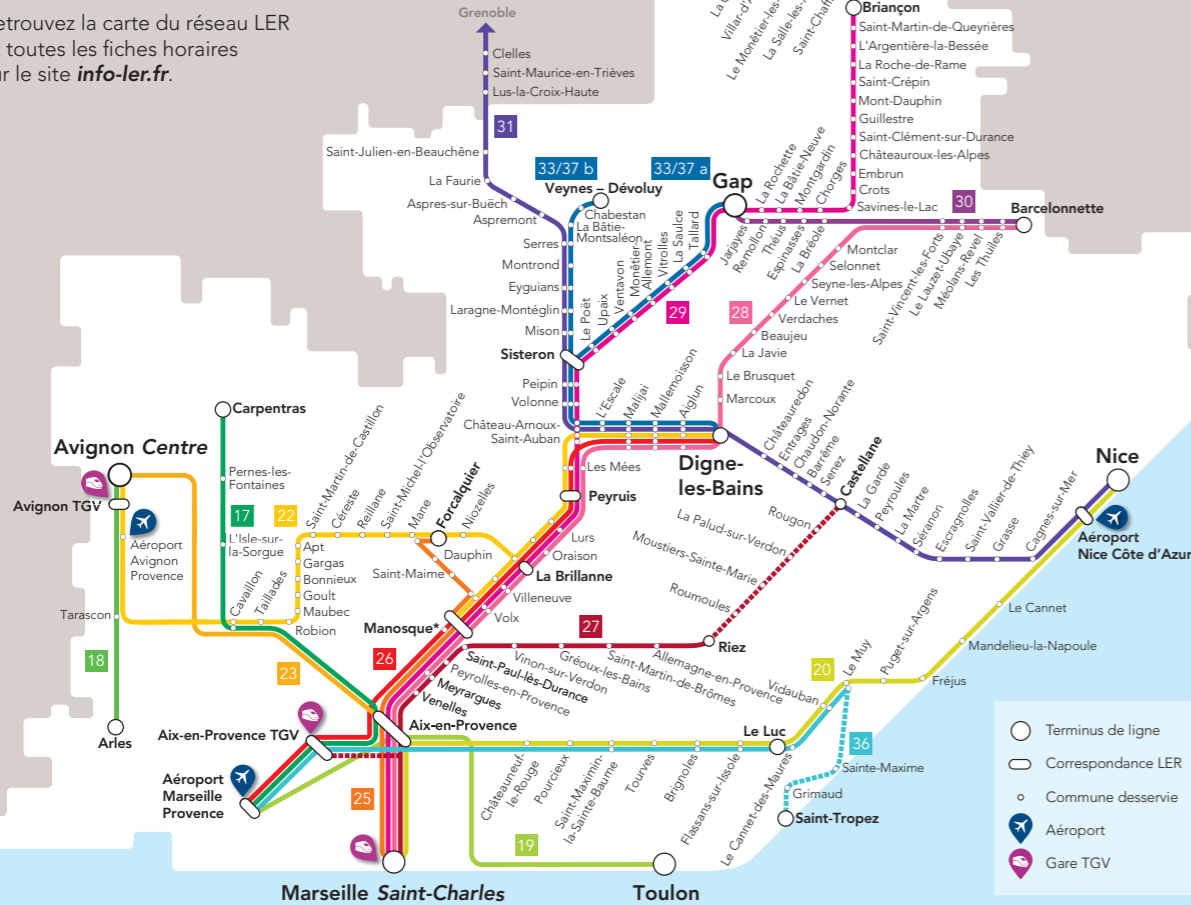 etrouvez la carte du réseau LER
toutes les fiches horaires
ur le site info-ler.fr.
Grenoble
Clelles
Saint-Maurice-en-Trièves
Lus-la-Croix-Haute
31
Saint-Julien-en-Beauchêne
La Faurie
Aspres-sur-Buëch
Aspremont
Serres
Montrond
Eyguians
Laragne-Montéglin
Mison
Sisteron
Peipin
Volonne
Château-Arnoux-
Saint-Auban
33/37 b
Veynes – Dévoluy
Chabestan
La Bâtie-
Montsaléon
33/37 a
Gap
Le Poët
Upaix
Ventavon
Monêtier-
Allemont
Vitrolles
La Saulce
Tallard
29
Le Monêtier-les-
La Salle-les-
Saint-Chaff
Briançon
Saint-Martin-de-Queyrières
L'Argentière-la-Bessée
La Roche-de-Rame
Saint-Crépin
Mont-Dauphin
Guillestre
Saint-Clément-sur-Durance
Châteauroux-les-Alpes
Embrun
Crots
Savines-le-Lac
La Rochette
La Bâtie-Neuve
Montgardin
Chorges
30
Barcelonnette
Jarjayes
Remollon
Théus
Espinasses
La Bréole
Saint-Vincent-les-Forts
Le Lauzet-Ubaye
Méolans-Revel
Les Thuiles
Montclar
Selonnet
Seyne-les-Alpes
Le Vernet
Verdaches
Beaujeu
La Javie
Le Brusquet
Marcoux
28
L'Escale
Malijai
Mallemoisson
Aiglun
Digne-
les-Bains
Les Mées
Peyruis
Lurs
Oraison
La Brillanne
Villeneuve
Volx
Manosque*
Châteauredon
Entrages
Chaudon-Norante
Barrême
Senez
Castellane
La Garde
Peyroules
La Martre
Séranon
Escragnolles
Saint-Vallier-de-Thiey
Grasse
Cagnes-sur-Mer
Nice
Aéroport
Nice Côte d'Azur
Rougon
La Palud-sur-Verdon
Moustiers-Sainte-Marie
Roumoules
Riez
27
Saint-Paul-lès-Durance
Vinon-sur-Verdon
Gréoux-les-Bains
Saint-Martin-de-Brômes
Allemagne-en-Provence
Peyrolles-en-Provence
Meyrargues
Venelles
Aix-en-Provence
Carpentras
Pernes-les-
Fontaines
17
L'Isle-sur-
la-Sorgue
Avignon Centre
Avignon TGV
Aéroport
Avignon
Provence
Tarascon
18
Arles
22
Saint-Martin-de-Castillon
Céreste
Reillane
Saint-Michel-l'Observatoire
Mane
Forcalquier
Niozelles
Dauphin
Saint-Maime
Apt
Gargas
Bonnieux
Goult
Maubec
Robion
Cavaillon
Taillades
23
26
Aix-en-Provence TGV
Aéroport
Marseille
Provence
25
Marseille Saint-Charles
19
Toulon
Châteauneuf-
le-Rouge
Pourcieux
Saint-Maximin-
la-Sainte-Baume
Tourves
Brignoles
Flassans-sur-Issole
Le Luc
Le Cannet-des-Maures
Vidauban
20
Le Muy
Puget-sur-Argens
Fréjus
Mandelieu-la-Napoule
Le Cannet
36
Sainte-Maxime
Grimaud
Saint-Tropez
Terminus de ligne
Correspondance LER
Commune desservie
Aéroport
Gare TGV